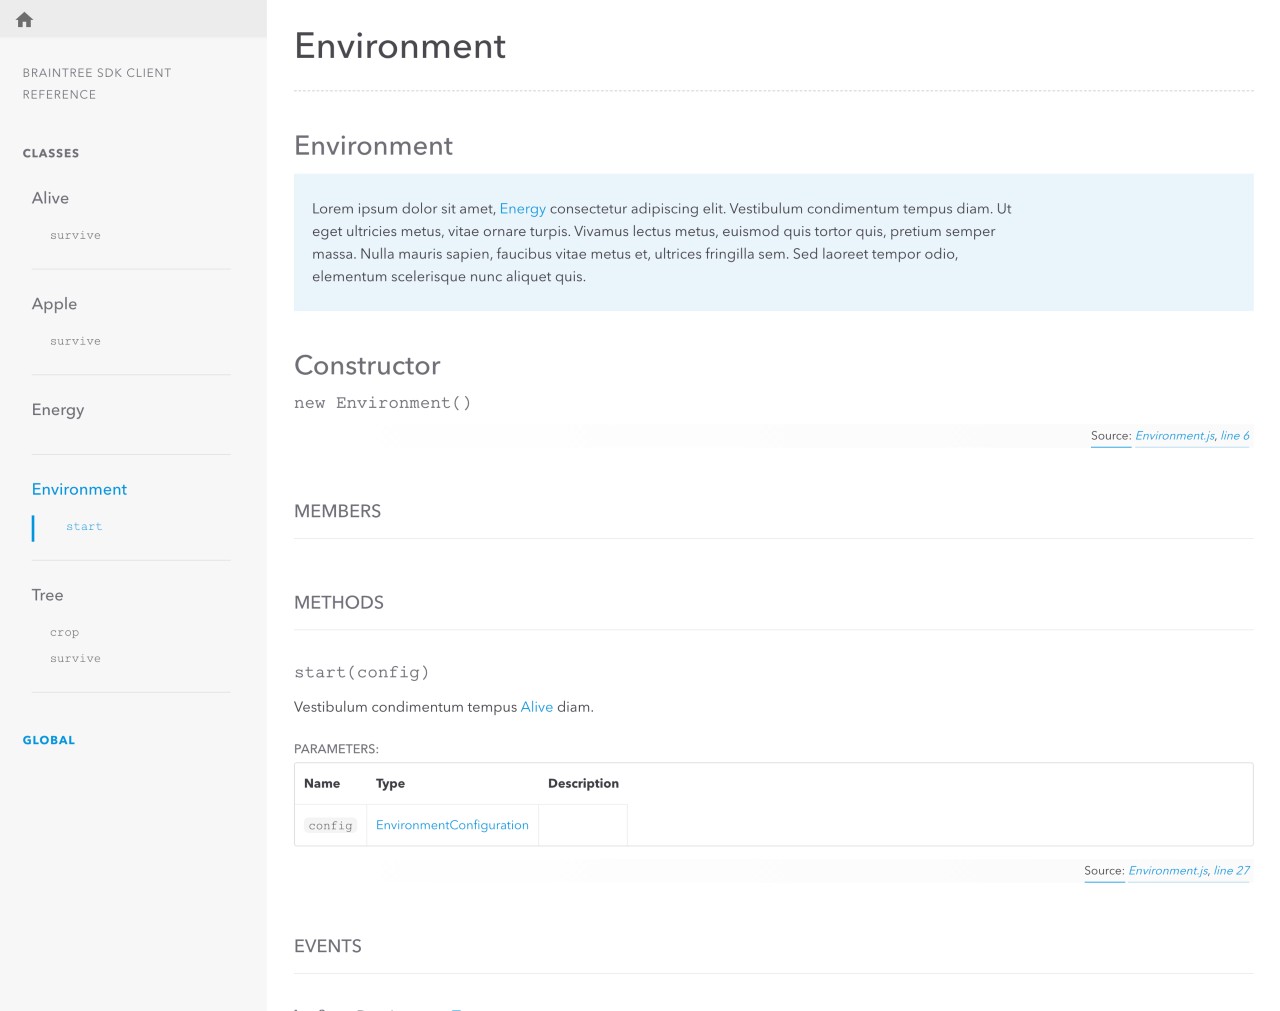 BRAINTREE SDK CLIENT
REFERENCE
CLASSES
Alive
survive
Apple
survive
Energy
Environment
start
Tree
crop
survive
GLOBAL
Environment
Environment
Lorem ipsum dolor sit amet, Energy consectetur adipiscing elit. Vestibulum condimentum tempus diam. Ut
eget ultricies metus, vitae ornare turpis. Vivamus lectus metus, euismod quis tortor quis, pretium semper
massa. Nulla mauris sapien, faucibus vitae metus et, ultrices fringilla sem. Sed laoreet tempor odio,
elementum scelerisque nunc aliquet quis.
Constructor
new Environment()
Source: Environment.js, line 6
MEMBERS
METHODS
start(config)
Vestibulum condimentum tempus Alive diam.
PARAMETERS:
Name Type Description
config EnvironmentConfiguration
Source: Environment.js, line 27
EVENTS